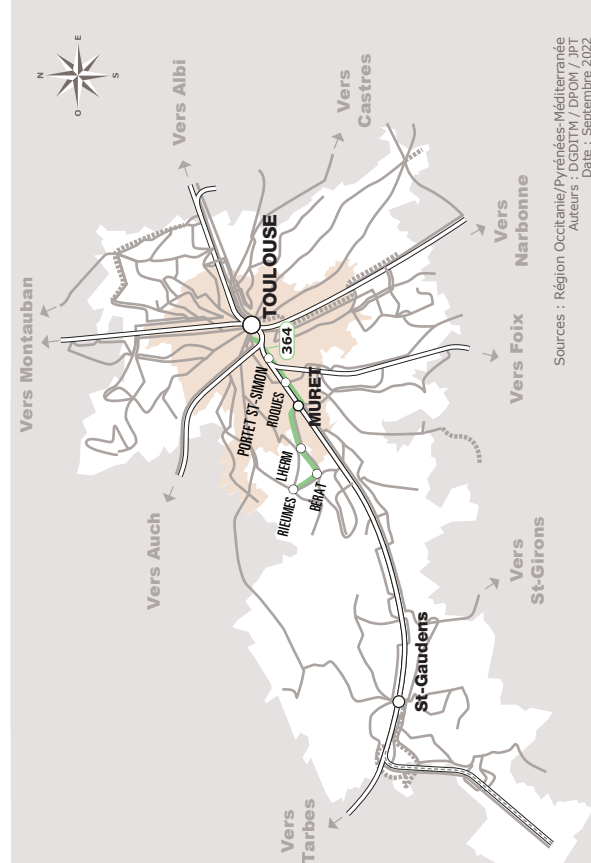 N
E
S
O
Vers Albi
Vers
Castres
Vers Montauban
Vers
Narbonne
TOULOUSE
364
PORTET ST-SIMON
ROQUES
MURET
LHERM
BÉRAT
RIEUMES
Vers Auch
Vers Foix
Vers
St-Girons
St-Gaudens
Vers
Tarbes
Sources : Région Occitanie/Pyrénées-Méditerranée
Auteurs : DGDITM / DPOM / JPT
Date : Septembre 2022